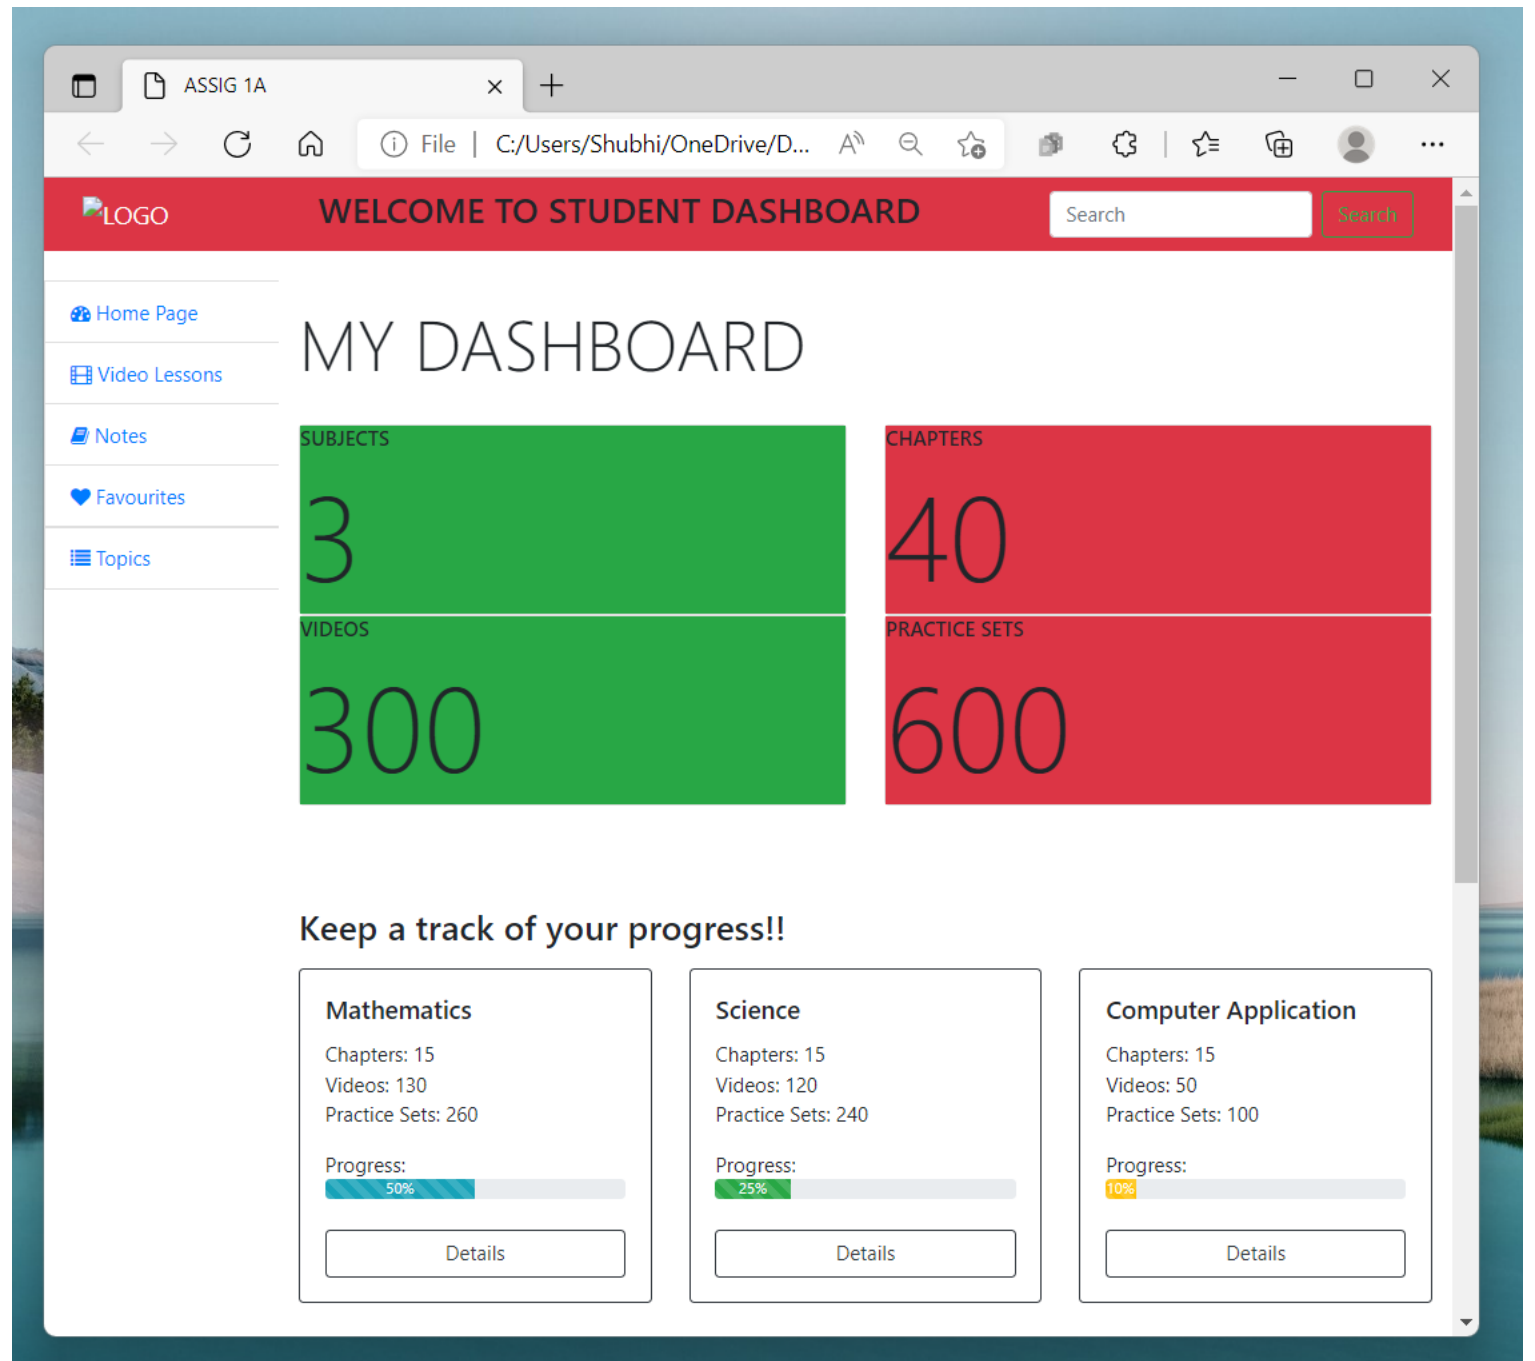 ASSIG 1A
File | C:/Users/Shubhi/OneDrive/D...
LOGO
WELCOME TO STUDENT DASHBOARD
Search
Search
Home Page
Video Lessons
Notes
Favourites
Topics
MY DASHBOARD
SUBJECTS
3
CHAPTERS
40
VIDEOS
300
PRACTICE SETS
600
Keep a track of your progress!!
Mathematics
Chapters: 15
Videos: 130
Practice Sets: 260
Progress:
50%
Details
Science
Chapters: 15
Videos: 120
Practice Sets: 240
Progress:
25%
Details
Computer Application
Chapters: 15
Videos: 50
Practice Sets: 100
Progress:
10%
Details